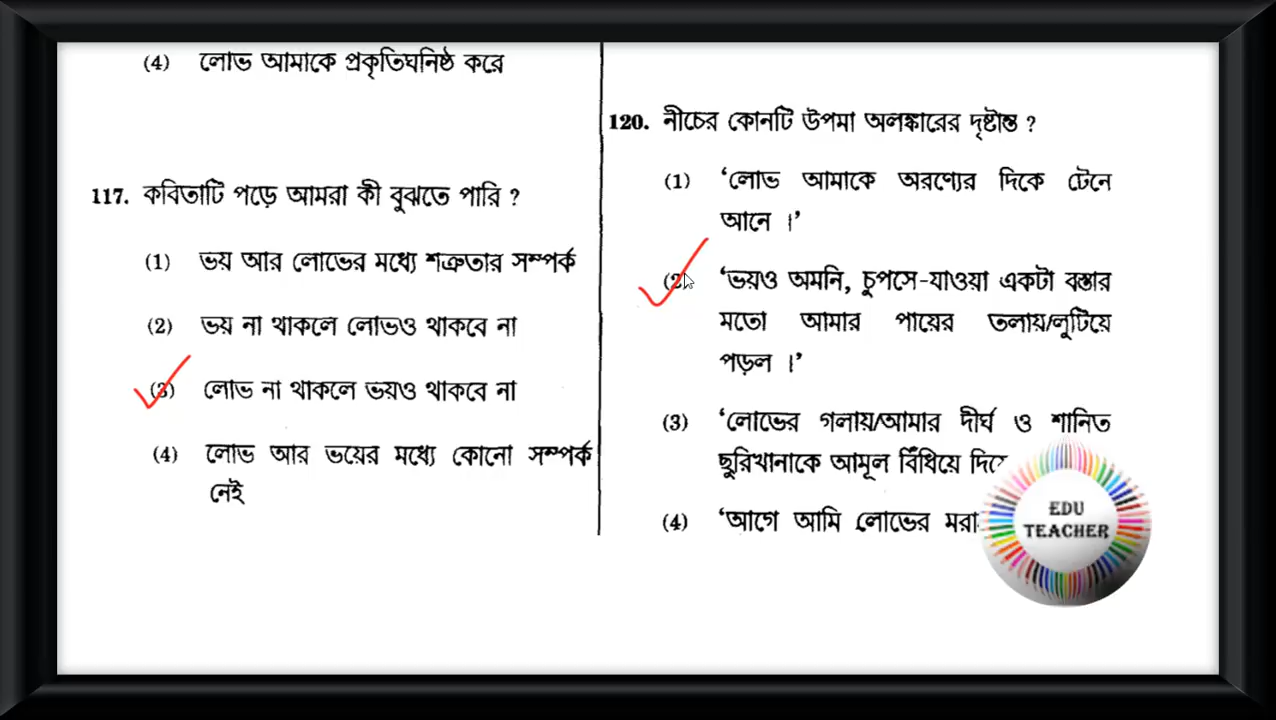 (4) লোভ আমাকে প্রকৃতিঘনিষ্ঠ করে
117. কবিতাটি পড়ে আমরা কী বুঝতে পারি ?
(1) ভয় আর লোভের মধ্যে শত্রুতার সম্পর্ক
(2) ভয় না থাকলে লোভও থাকবে না
(3) লোভ না থাকলে ভয়ও থাকবে না
(4) লোভ আর ভয়ের মধ্যে কোনো সম্পর্ক
নেই
120. নীচের কোনটি উপমা অলঙ্কারের দৃষ্টান্ত ?
(1) ‘লোভ আমাকে অরণ্যের দিকে টেনে
আনে ।’
(2) ‘ভয়ও অমনি, চুপসে-যাওয়া একটা বস্তার
মতো আমার পায়ের তলায়/লুটিয়ে
পড়ল ।’
(3) ‘লোভের গলায়/আমার দীর্ঘ ও শানিত
ছুরিখানাকে আমূল বিঁধিয়ে
(4) ‘আগে আমি লোভের
EDU
TEACHER